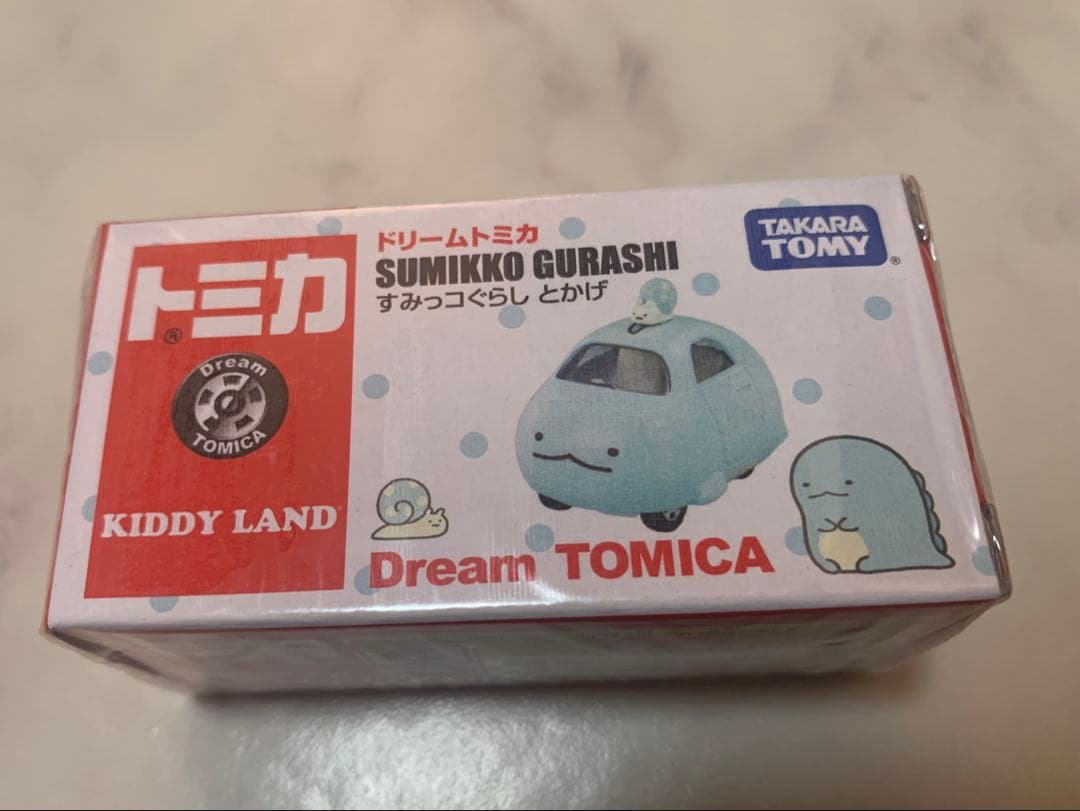 トミカ
®
Dream
TOMICA
KIDDY LAND
ドリームトミカ
SUMIKKO GURASHI
すみっコぐらし とかげ
Dream TOMICA
TAKARA
TOMY
®